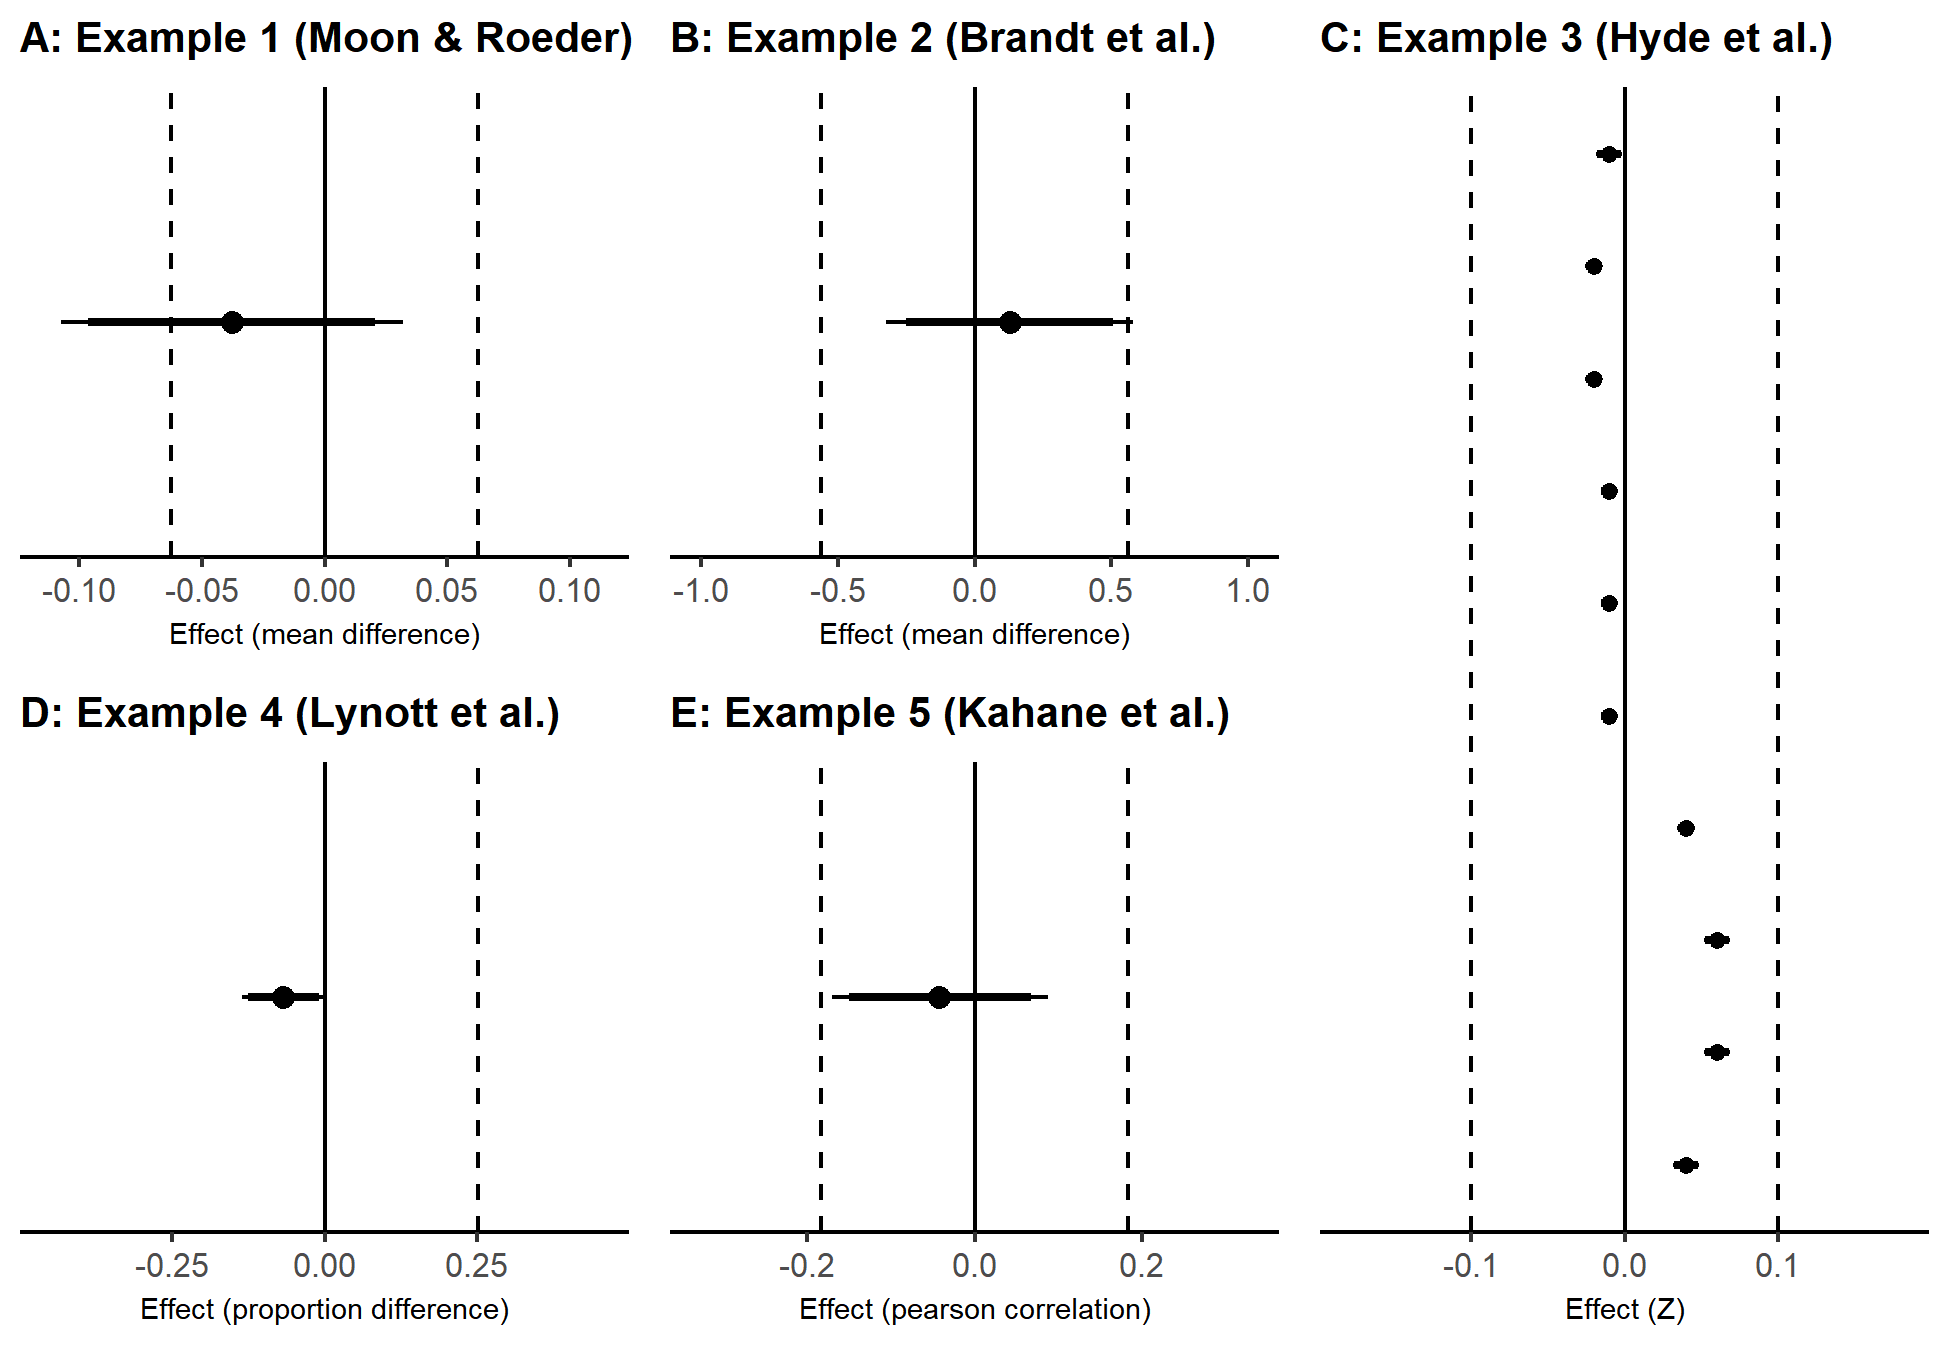 A: Example 1 (Moon & Roeder)
-0.10 -0.05 0.00 0.05 0.10
Effect (mean difference)
B: Example 2 (Brandt et al.)
-1.0 -0.5 0.0 0.5 1.0
Effect (mean difference)
C: Example 3 (Hyde et al.)
-0.1 0.0 0.1
Effect (Z)
D: Example 4 (Lynott et al.)
-0.25 0.00 0.25
Effect (proportion difference)
E: Example 5 (Kahane et al.)
-0.2 0.0 0.2
Effect (pearson correlation)